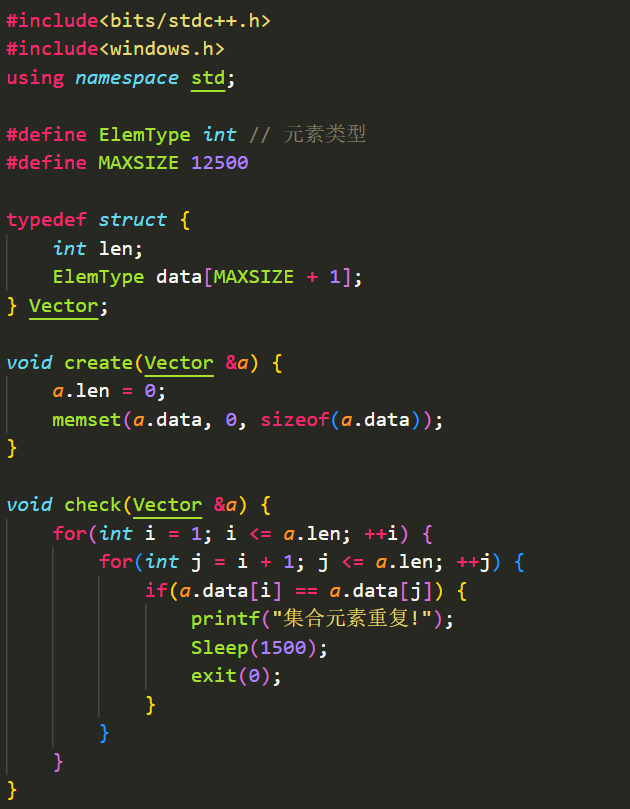 #include<bits/stdc++.h>
#include<windows.h>
using namespace std;

#define ElemType int // 元素类型
#define MAXSIZE 12500

typedef struct {
    int len;
    ElemType data[MAXSIZE + 1];
} Vector;

void create(Vector &a) {
    a.len = 0;
    memset(a.data, 0, sizeof(a.data));
}

void check(Vector &a) {
    for(int i = 1; i <= a.len; ++i) {
        for(int j = i + 1; j <= a.len; ++j) {
            if(a.data[i] == a.data[j]) {
                printf("集合元素重复!");
                Sleep(1500);
                exit(0);
            }
        }
    }
}